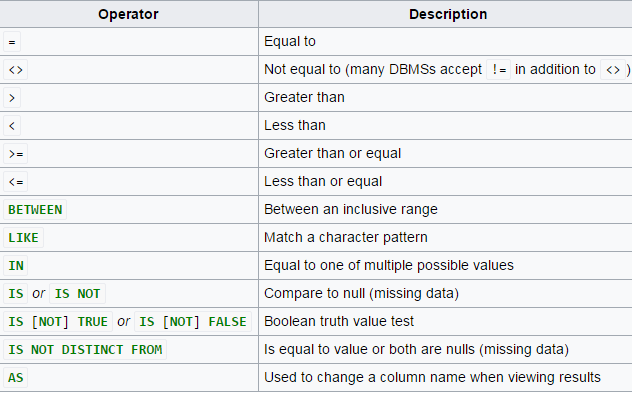 Operator Description
= Equal to
<> Not equal to (many DBMSs accept != in addition to <> )
> Greater than
< Less than
>= Greater than or equal
<= Less than or equal
BETWEEN Between an inclusive range
LIKE Match a character pattern
IN Equal to one of multiple possible values
IS or IS NOT Compare to null (missing data)
IS [NOT] TRUE or IS [NOT] FALSE Boolean truth value test
IS NOT DISTINCT FROM Is equal to value or both are nulls (missing data)
AS Used to change a column name when viewing results